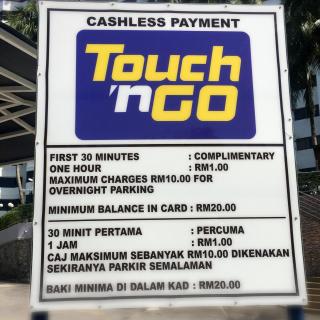 CASHLESS PAYMENT
Touch
'nGO
FIRST 30 MINUTES : COMPLIMENTARY
ONE HOUR : RM1.00
MAXIMUM CHARGES RM10.00 FOR
OVERNIGHT PARKING
MINIMUM BALANCE IN CARD : RM20.00
30 MINIT PERTAMA : PERCUMA
1 JAM : RM1.00
CAJ MAKSIMUM SEBANYAK RM10.00 DIKENAKAN
SEKIRANYA PARKIR SEMALAMAN
BAKI MINIMA DI DALAM KAD : RM20.00